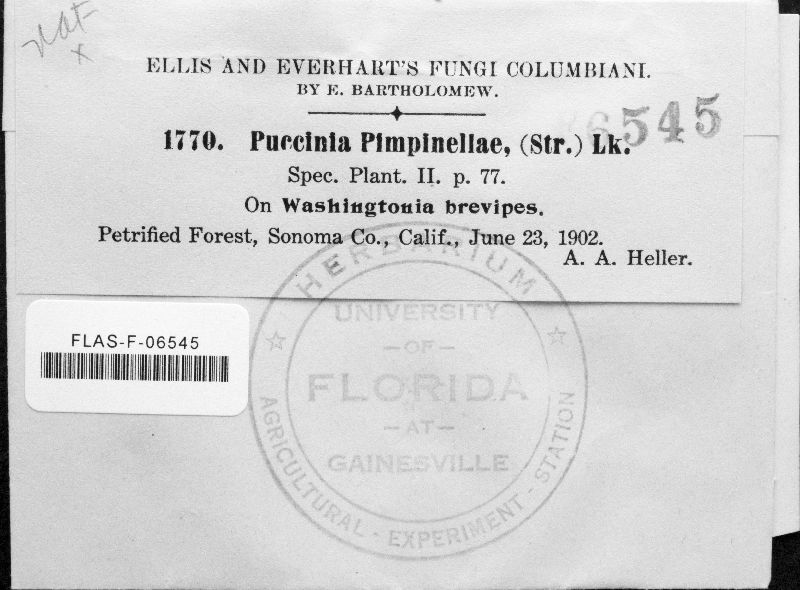 ELLIS AND EVERHART'S FUNGI COLUMBIANI.
BY E. BARTHOLOMEW.
6545
1770. Puccinia Pimpinellae, (Str.) Lk.
Spec. Plant. II. p. 77.
On Washingtonia brevipes.
Petrified Forest, Sonoma Co., Calif., June 23, 1902.
A. A. Heller.
FLAS-F-06545
HERBARIUM
UNIVERSITY
—OF—
FLORIDA
—AT—
GAINESVILLE
AGRICULTURAL - EXPERIMENT - STATION